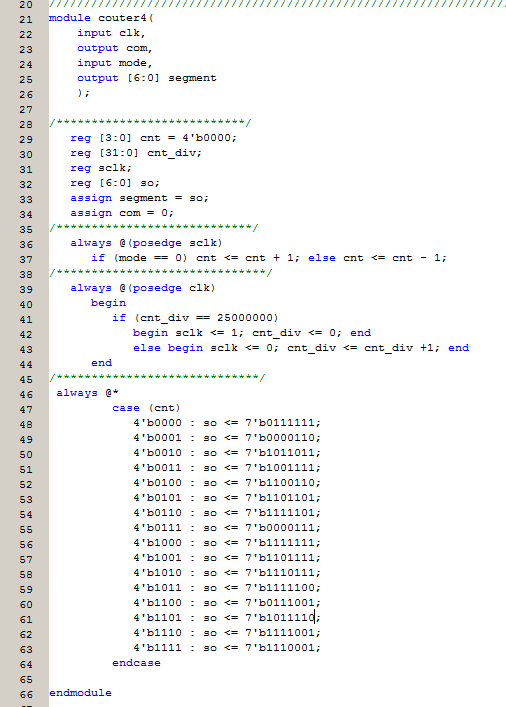 20 //////////////////////////////////////////////////////////////////
21 module couter4(
22 input clk,
23 output com,
24 input mode,
25 output [6:0] segment
26 );
27
28 /***************************/
29 reg [3:0] cnt = 4'b0000;
30 reg [31:0] cnt_div;
31 reg sclk;
32 reg [6:0] so;
33 assign segment = so;
34 assign com = 0;
35 /****************************/
36 always @(posedge sclk)
37 if (mode == 0) cnt <= cnt + 1; else cnt <= cnt - 1;
38 /******************************/
39 always @(posedge clk)
40 begin
41 if (cnt_div == 25000000)
42 begin sclk <= 1; cnt_div <= 0; end
43 else begin sclk <= 0; cnt_div <= cnt_div +1; end
44 end
45 /*****************************/
46 always @*
47 case (cnt)
48 4'b0000 : so <= 7'b0111111;
49 4'b0001 : so <= 7'b0000110;
50 4'b0010 : so <= 7'b1011011;
51 4'b0011 : so <= 7'b1001111;
52 4'b0100 : so <= 7'b1100110;
53 4'b0101 : so <= 7'b1101101;
54 4'b0110 : so <= 7'b1111101;
55 4'b0111 : so <= 7'b0000111;
56 4'b1000 : so <= 7'b1111111;
57 4'b1001 : so <= 7'b1101111;
58 4'b1010 : so <= 7'b1110111;
59 4'b1011 : so <= 7'b1111100;
60 4'b1100 : so <= 7'b0111001;
61 4'b1101 : so <= 7'b1011110;
62 4'b1110 : so <= 7'b1111001;
63 4'b1111 : so <= 7'b1110001;
64 endcase
65
66 endmodule